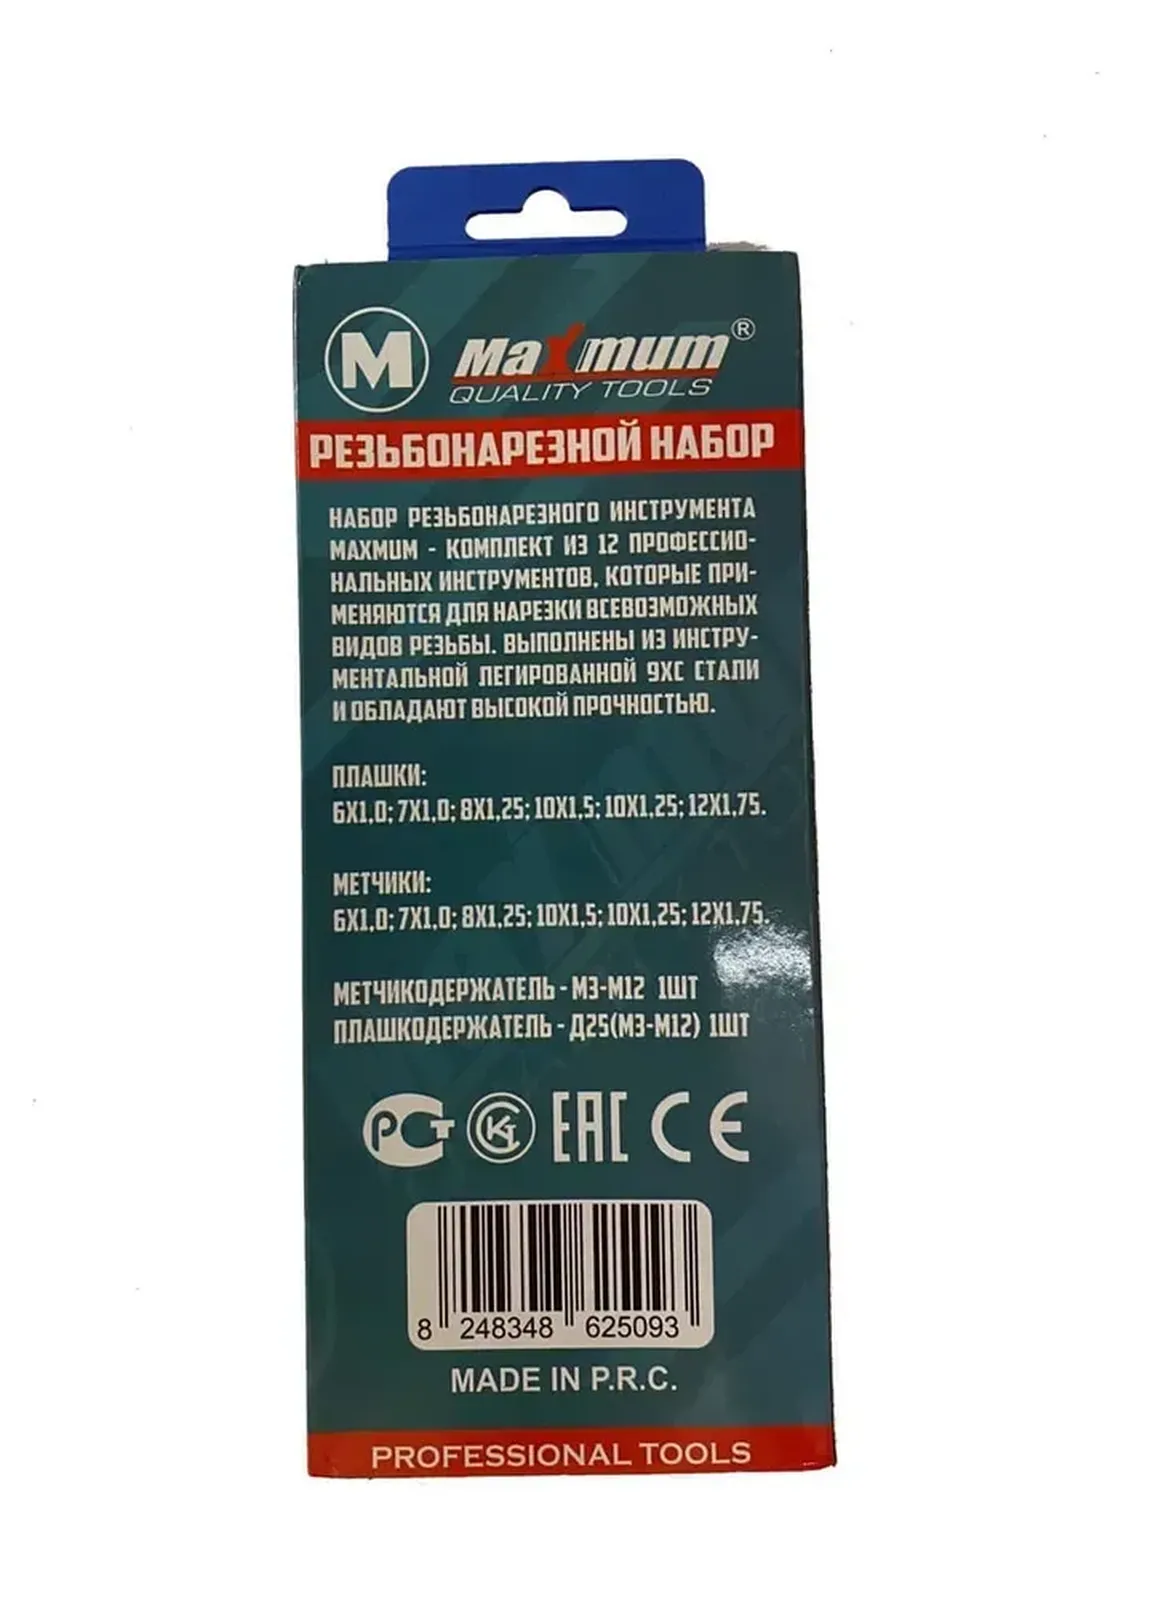 M MaXmum®
QUALITY TOOLS
РЕЗЬБОНАРЕЗНОЙ НАБОР
НАБОР РЕЗЬБОНАРЕЗНОГО ИНСТРУМЕНТА
MAXMUM - КОМПЛЕКТ ИЗ 12 ПРОФЕССИО-
НАЛЬНЫХ ИНСТРУМЕНТОВ, КОТОРЫЕ ПРИ-
МЕНЯЮТСЯ ДЛЯ НАРЕЗКИ ВСЕВОЗМОЖНЫХ
ВИДОВ РЕЗЬБЫ. ВЫПОЛНЕНЫ ИЗ ИНСТРУ-
МЕНТАЛЬНОЙ ЛЕГИРОВАННОЙ 9ХС СТАЛИ
И ОБЛАДАЮТ ВЫСОКОЙ ПРОЧНОСТЬЮ.
ПЛАШКИ:
6X1,0; 7X1,0; 8X1,25; 10X1,5; 10X1,25; 12X1,75.
МЕТЧИКИ:
6X1,0; 7X1,0; 8X1,25; 10X1,5; 10X1,25; 12X1,75.
МЕТЧИКОДЕРЖАТЕЛЬ - М3-М12 1ШТ
ПЛАШКОДЕРЖАТЕЛЬ - Д25(М3-М12) 1ШТ
РСТ СКТ EAC CE
8 248348 625093
MADE IN P.R.C.
PROFESSIONAL TOOLS